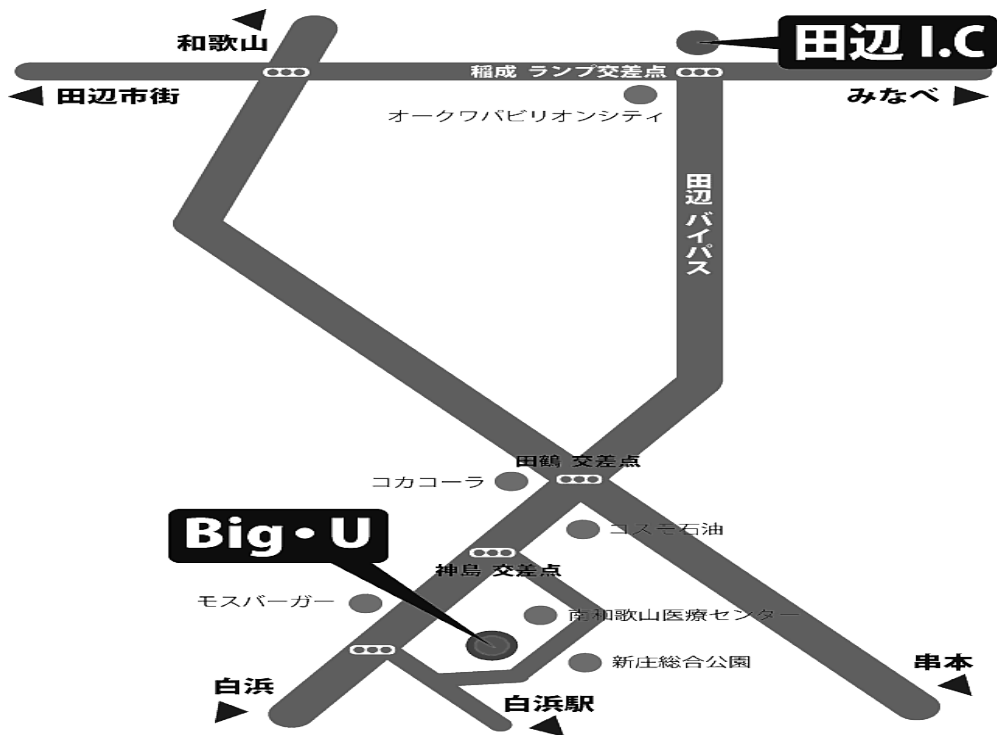 和歌山
田辺 I.C
稲成 ランプ交差点
田辺市街
みなべ
オークワパビリオンシティ
田辺 バイパス
田鶴 交差点
コカコーラ
コスモ石油
Big・U
神島 交差点
モスバーガー
南和歌山医療センター
新庄総合公園
串本
白浜
白浜駅